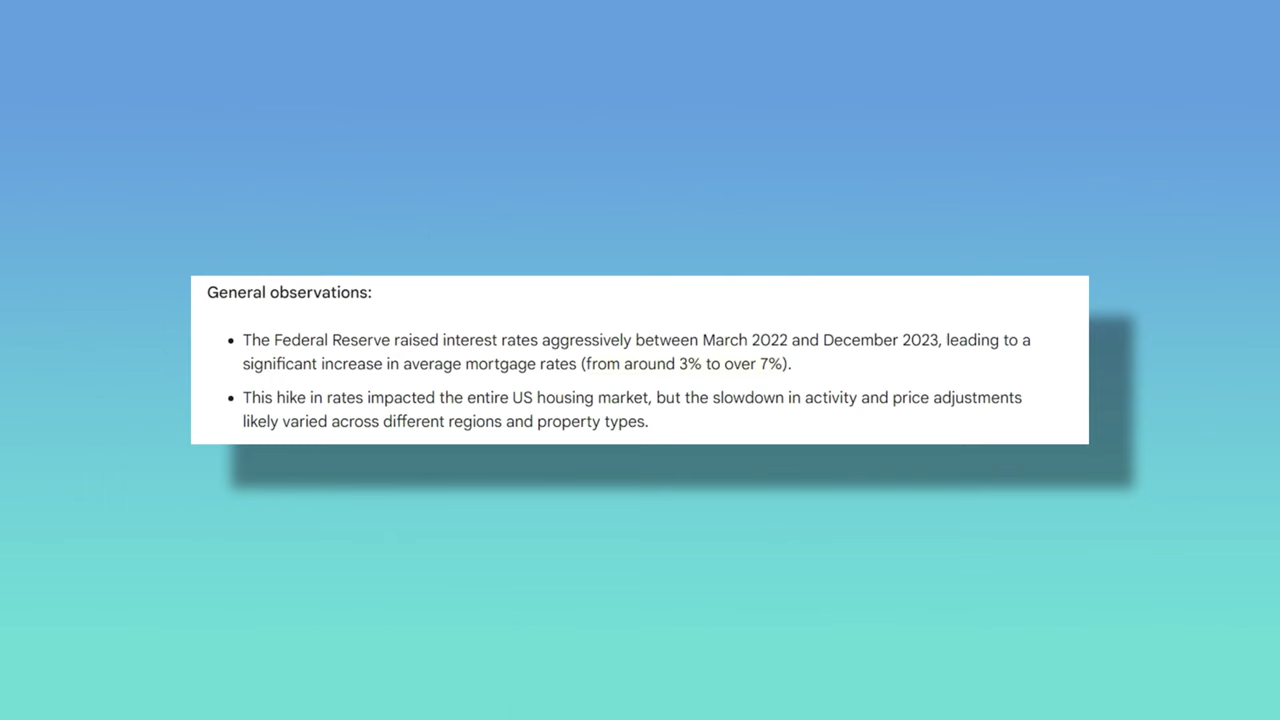 General observations:
• The Federal Reserve raised interest rates aggressively between March 2022 and December 2023, leading to a
significant increase in average mortgage rates (from around 3% to over 7%).
• This hike in rates impacted the entire US housing market, but the slowdown in activity and price adjustments
likely varied across different regions and property types.